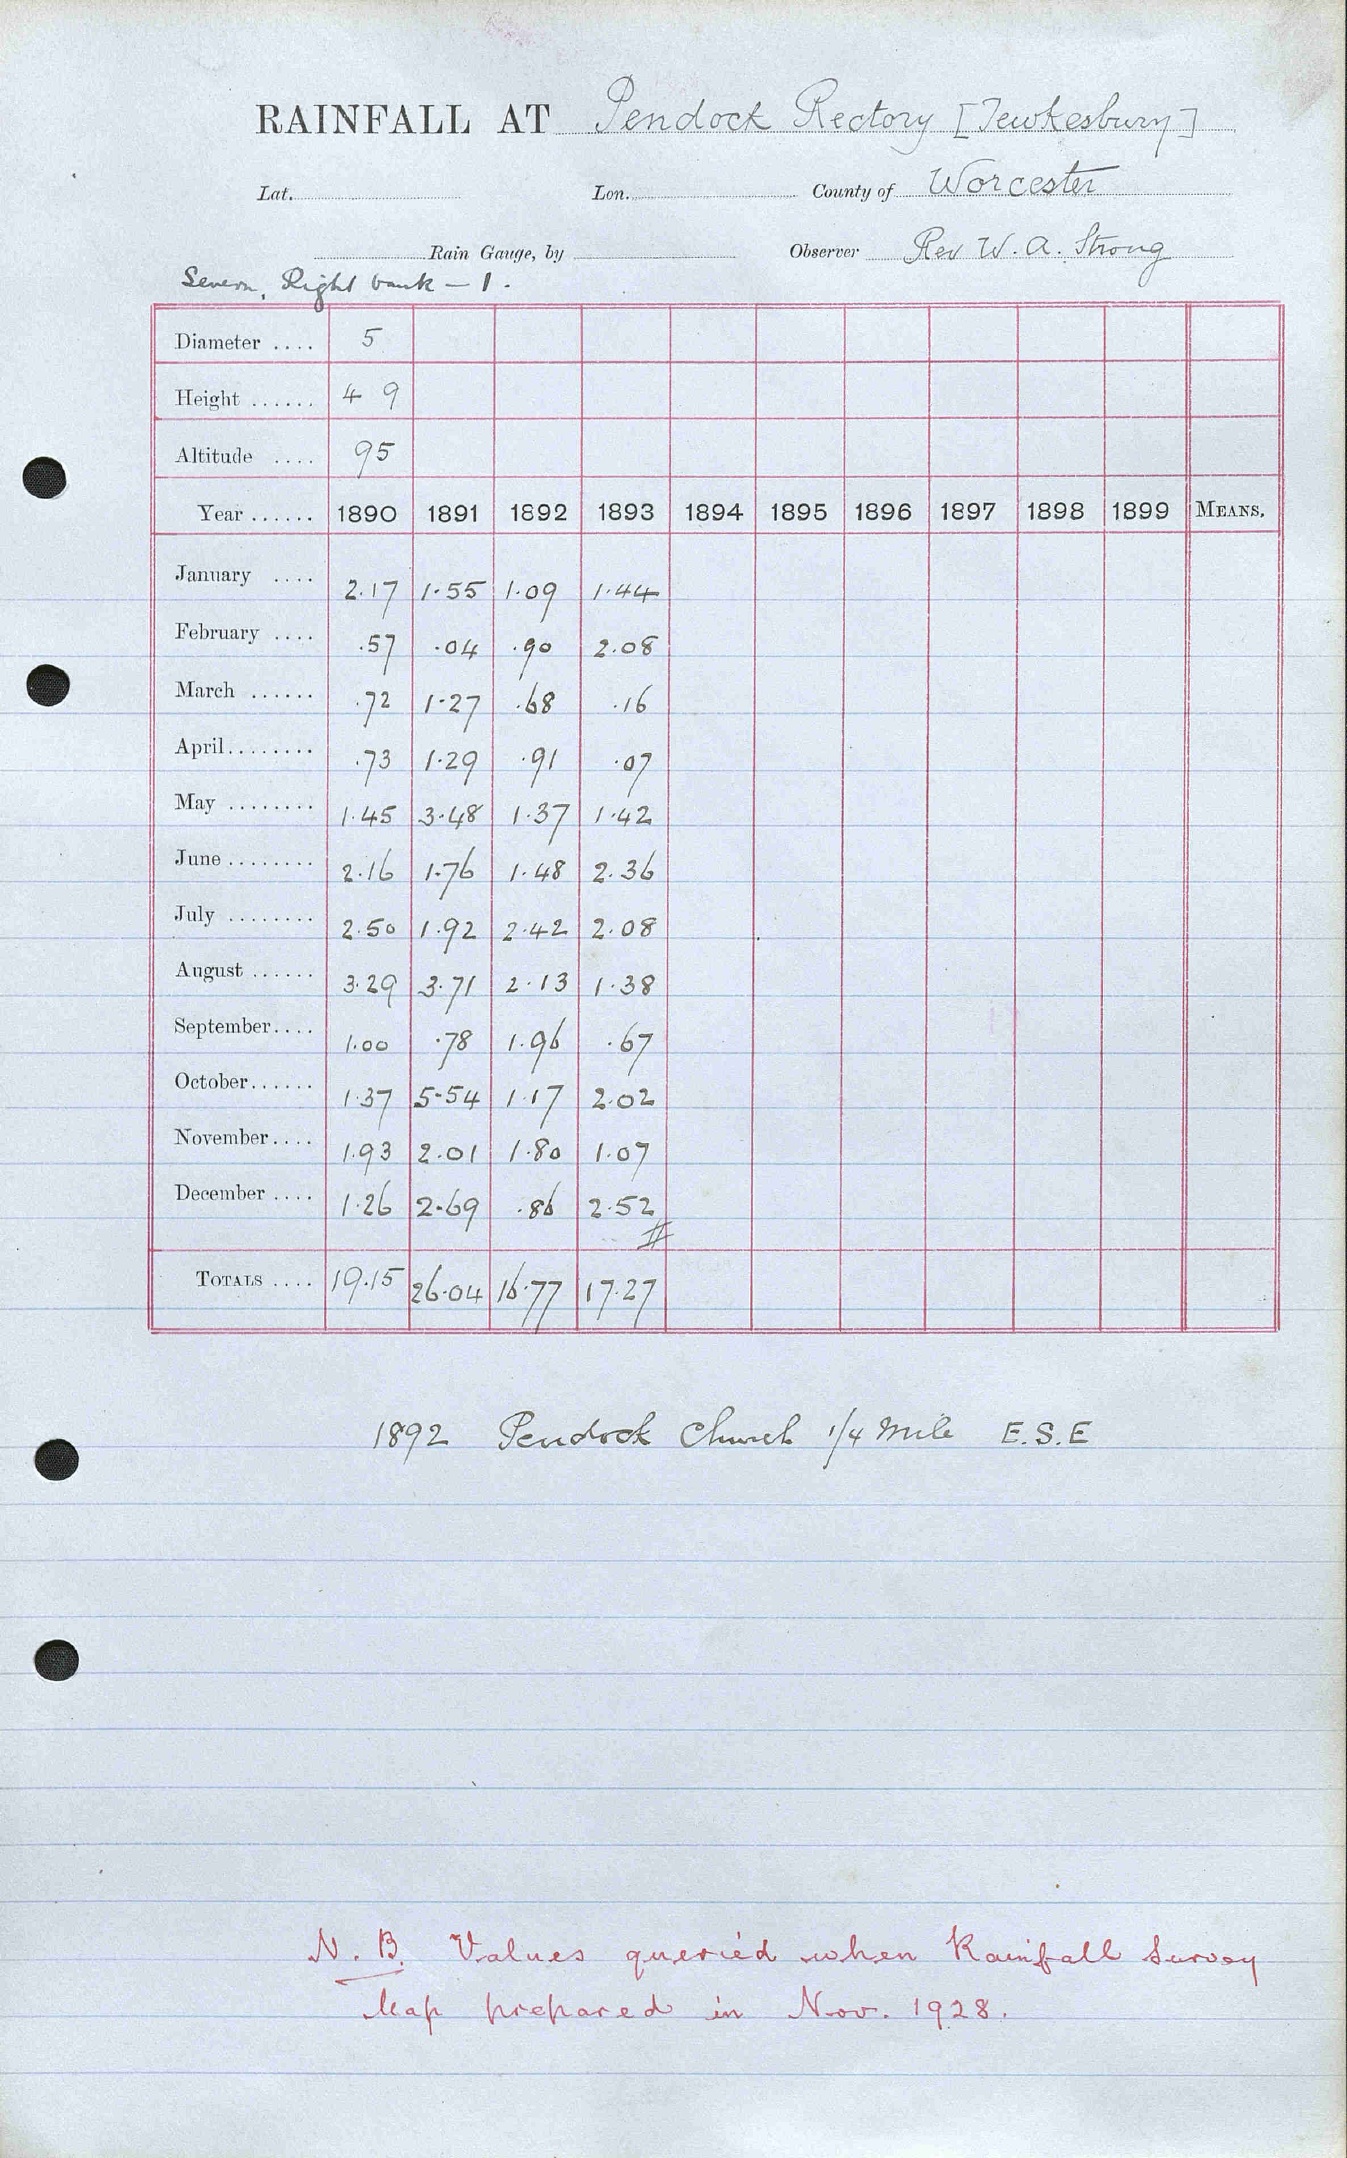 RAINFALL AT Pendock Rectory [Tewkesbury]
Lat. Lon. County of Worcester
Rain Gauge, by Observer Rev W. A. Strong
Severn, Right bank – 1.
Diameter .... 5
Height ...... 4 9
Altitude .... 95
Year ...... 1890 1891 1892 1893 1894 1895 1896 1897 1898 1899 MEANS.
January .... 2.17 1.55 1.09 1.44
February .... .57 .04 .90 2.08
March ...... .72 1.27 .68 .16
April........ .73 1.29 .91 .07
May ........ 1.45 3.48 1.37 1.42
June ........ 2.16 1.76 1.48 2.36
July ........ 2.50 1.92 2.42 2.08
August ...... 3.29 3.71 2.13 1.38
September.... 1.00 .78 1.96 .67
October...... 1.37 5.54 1.17 2.02
November.... 1.93 2.01 1.80 1.07
December .... 1.26 2.69 .86 2.52
TOTALS .... 19.15 26.04 16.77 17.27
1892 Pendock Church 1/4 mile E.S.E
N.B. Values queried when Rainfall Survey
Map prepared in Nov. 1928.